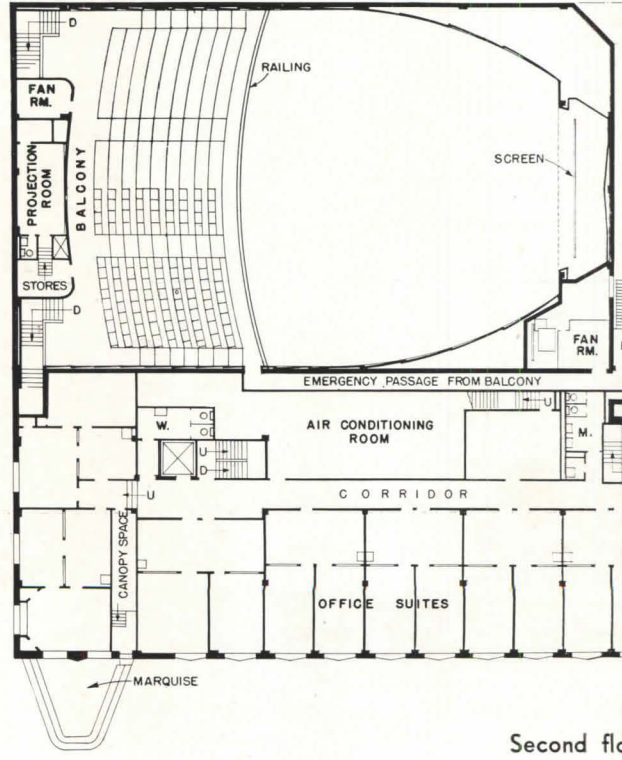 D
FAN
RM.
RAILING
PROJECTION
ROOM
BALCONY
SCREEN
STORES
D
FAN
RM.
EMERGENCY PASSAGE FROM BALCONY
U
W.
AIR CONDITIONING
ROOM
M.
U
D
U
CORRIDOR
CANOPY SPACE
OFFICE SUITES
MARQUISE
Second